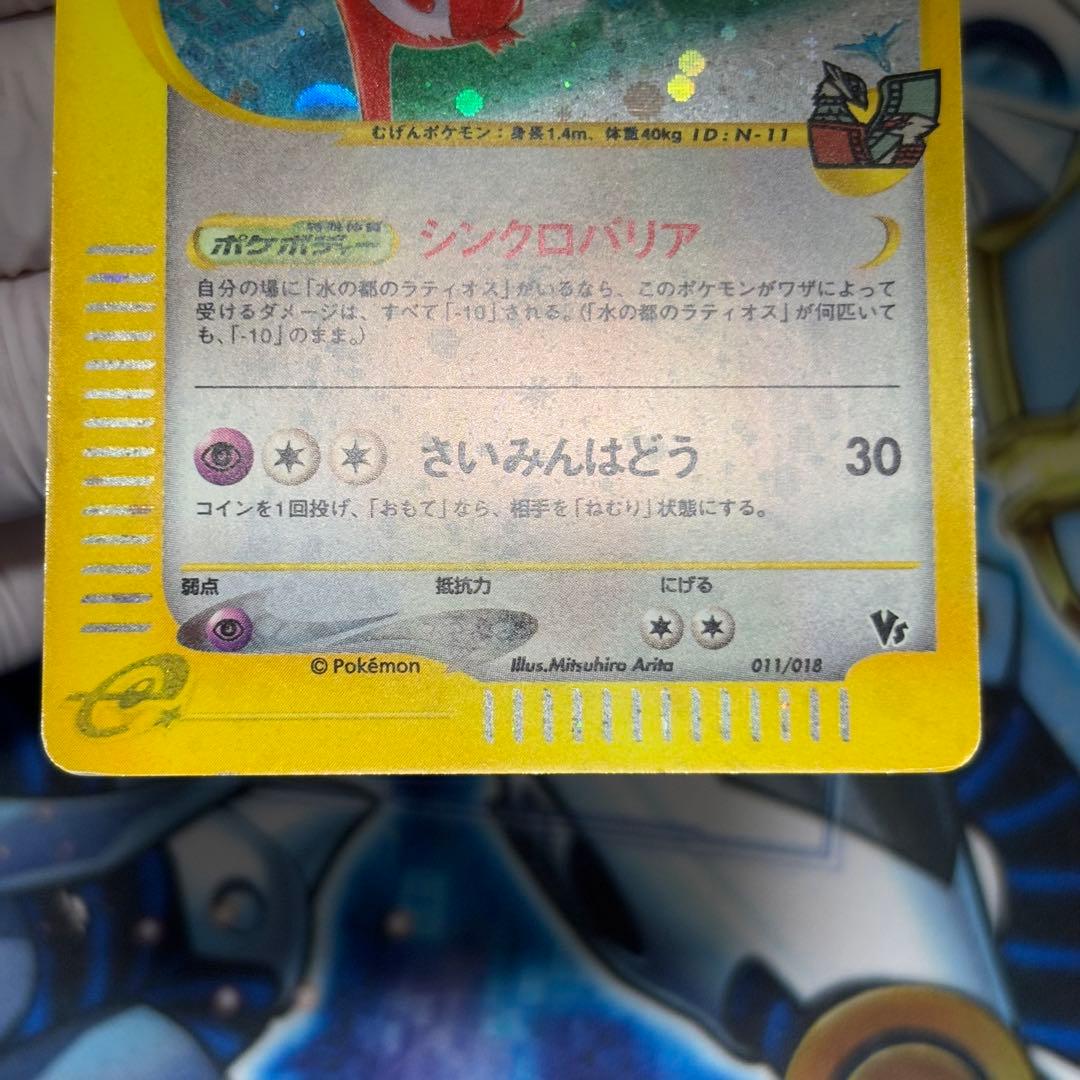 むげんポケモン：身長1.4m、体重40kg ID:N-11
特殊体質
ポケボディー シンクロバリア
自分の場に「水の都のラティオス」がいるなら、このポケモンがワザによって
受けるダメージは、すべて「-10」される。（「水の都のラティオス」が何匹いて
も、「-10」のまま。）
さいみんはどう 30
コインを1回投げ、「おもて」なら、相手を「ねむり」状態にする。
弱点 抵抗力 にげる
VS
© Pokémon Illus.Mitsuhiro Arita 011/018
e